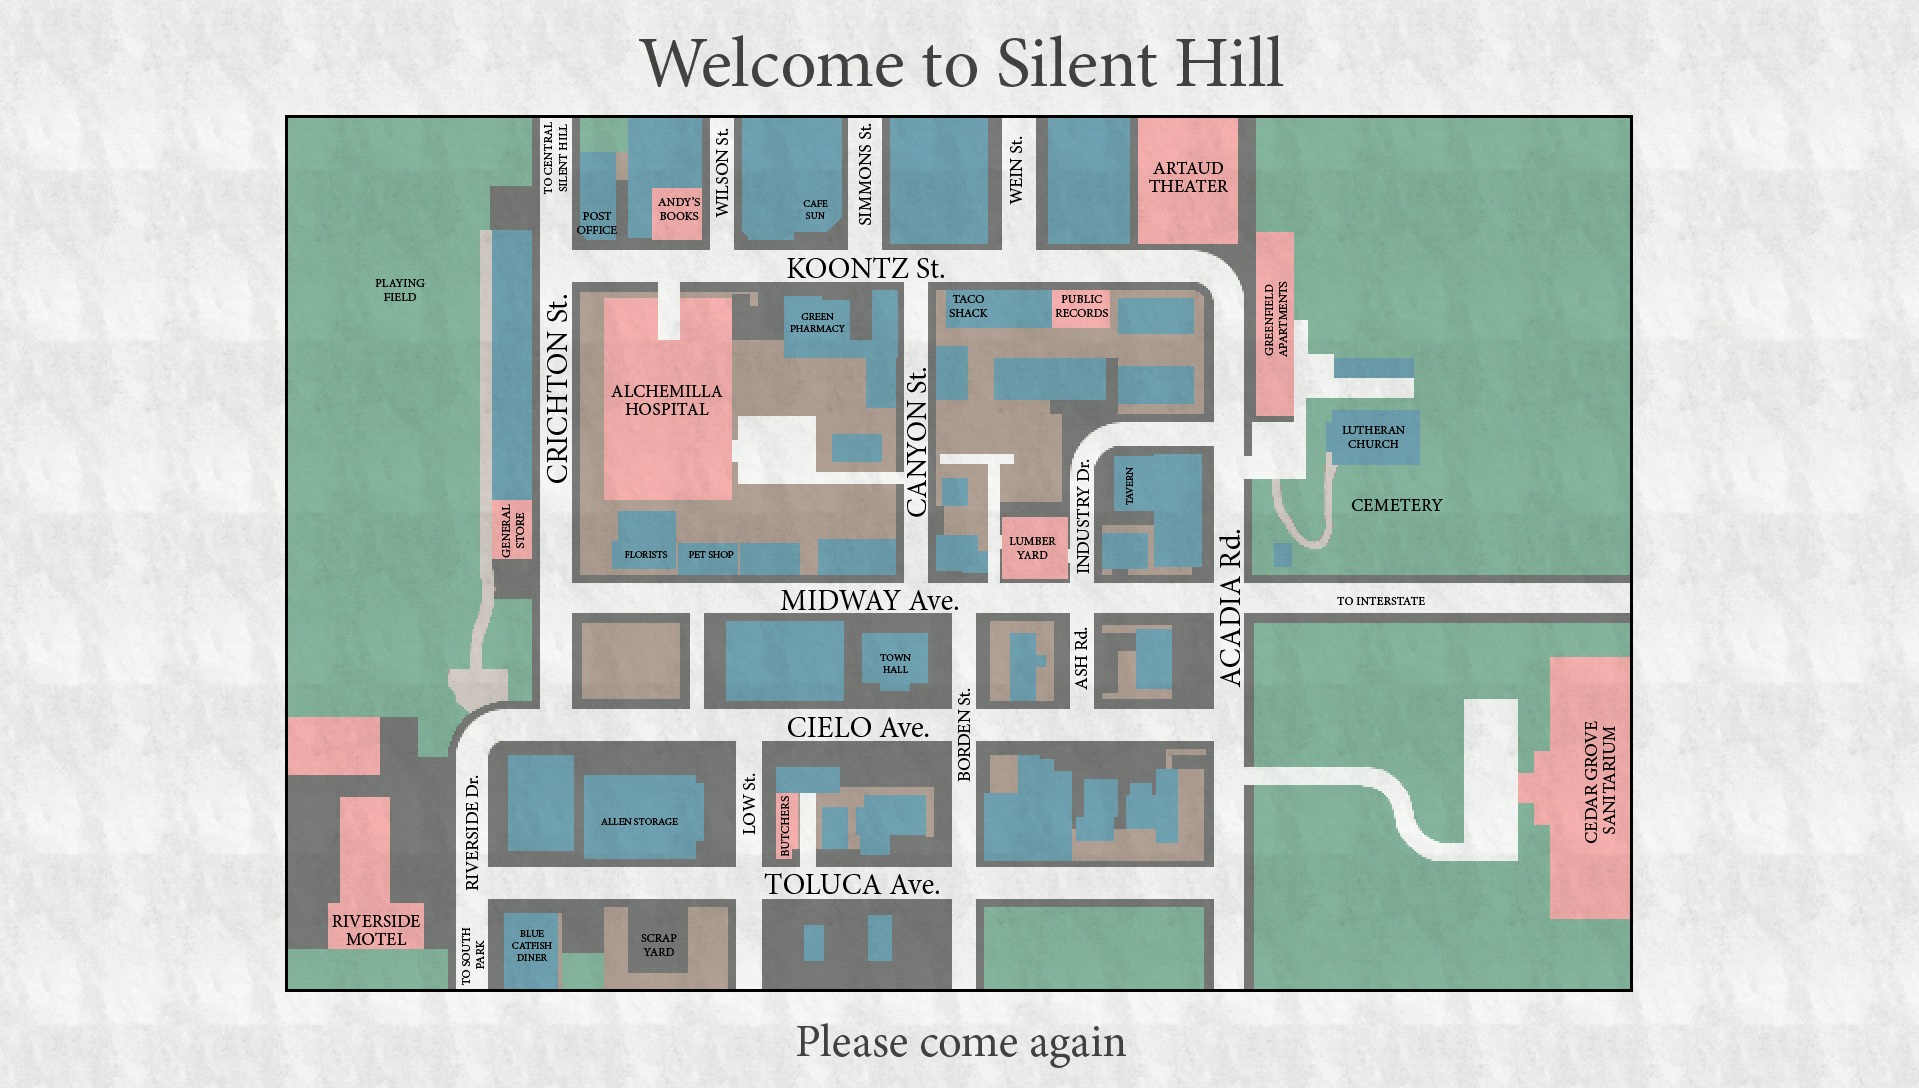 Welcome to Silent Hill
TO CENTRAL
SILENT HILL
POST
OFFICE
ANDY'S
BOOKS
WILSON St.
CAFE
SUN
SIMMONS St.
WEIN St.
ARTAUD
THEATER
KOONTZ St.
PLAYING
FIELD
CRICHTON St.
GREEN
PHARMACY
TACO
SHACK
PUBLIC
RECORDS
GREENFIELD
APARTMENTS
ALCHEMILLA
HOSPITAL
CANYON St.
LUTHERAN
CHURCH
CEMETERY
GENERAL
STORE
FLORISTS
PET SHOP
LUMBER
YARD
INDUSTRY Dr.
TAVERN
ACADIA Rd.
MIDWAY Ave.
TO INTERSTATE
TOWN
HALL
ASH Rd.
BORDEN St.
CIELO Ave.
RIVERSIDE Dr.
ALLEN STORAGE
LOW St.
BUTCHERS
CEDAR GROVE
SANITARIUM
TOLUCA Ave.
RIVERSIDE
MOTEL
TO SOUTH
PARK
BLUE
CATFISH
DINER
SCRAP
YARD
Please come again